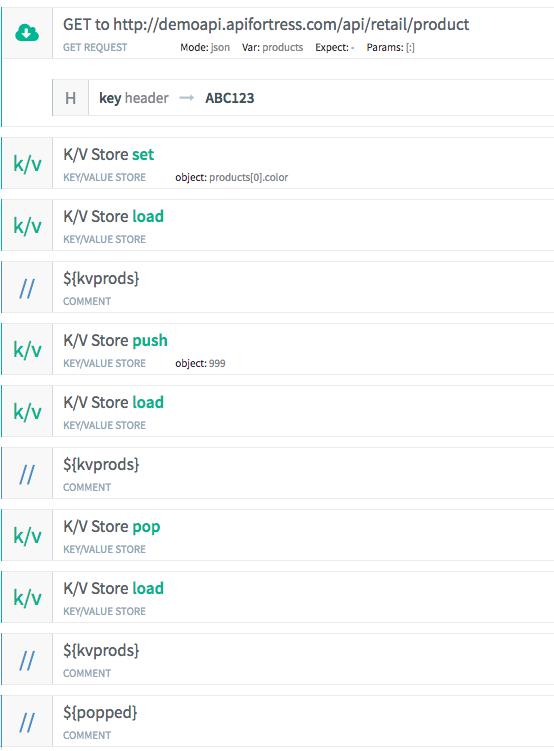 GET to http://demoapi.apifortress.com/api/retail/product
GET REQUEST Mode: json Var: products Expect: - Params: [:]
H key header → ABC123
k/v K/V Store set
KEY/VALUE STORE object: products[0].color
k/v K/V Store load
KEY/VALUE STORE
// ${kvprods}
COMMENT
k/v K/V Store push
KEY/VALUE STORE object: 999
k/v K/V Store load
KEY/VALUE STORE
// ${kvprods}
COMMENT
k/v K/V Store pop
KEY/VALUE STORE
k/v K/V Store load
KEY/VALUE STORE
// ${kvprods}
COMMENT
// ${popped}
COMMENT